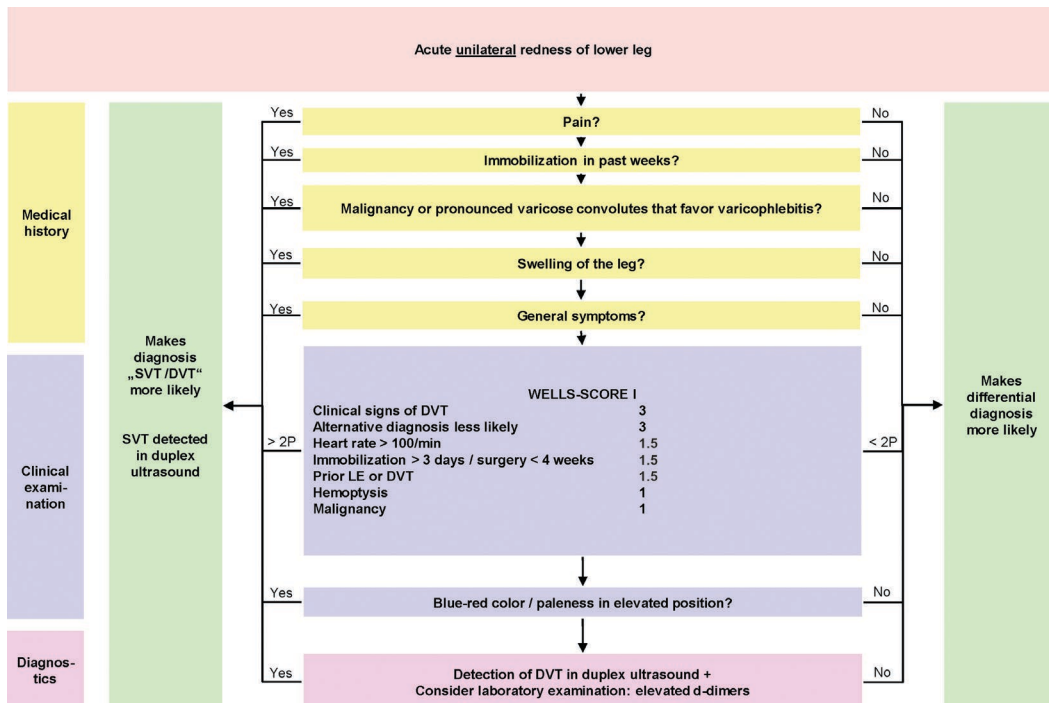 Acute unilateral redness of lower leg
Medical
history
Clinical
exami-
nation
Diagnos-
tics
Makes
diagnosis
„SVT /DVT“
more likely
SVT detected
in duplex
ultrasound
Yes
Pain?
No
Yes
Immobilization in past weeks?
No
Yes
Malignancy or pronounced varicose convolutes that favor varicophlebitis?
No
Yes
Swelling of the leg?
No
Yes
General symptoms?
No
> 2P
WELLS-SCORE I
Clinical signs of DVT 3
Alternative diagnosis less likely 3
Heart rate > 100/min 1.5
Immobilization > 3 days / surgery < 4 weeks 1.5
Prior LE or DVT 1.5
Hemoptysis 1
Malignancy 1
< 2P
Yes
Blue-red color / paleness in elevated position?
No
Yes
Detection of DVT in duplex ultrasound +
Consider laboratory examination: elevated d-dimers
No
Makes
differential
diagnosis
more likely